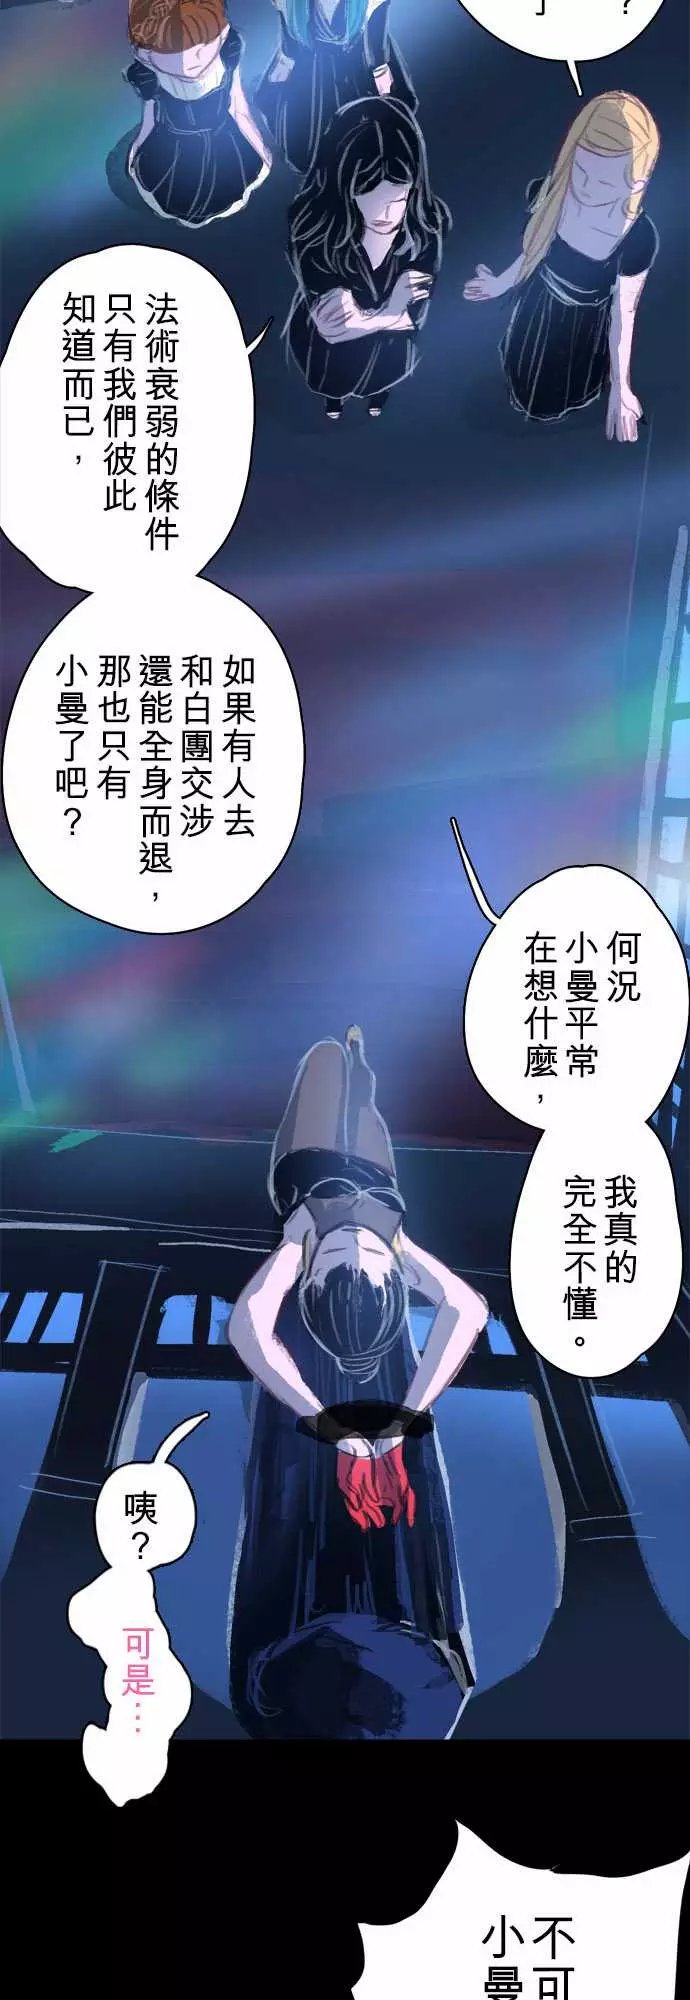 ？
了
法術衰弱的條件
只有我們彼此
知道而已，
如果有人去
和白團交涉
還能全身而退，
那也只有
小曼了吧？
何況
小曼平常
在想什麼，
我真的
完全不懂。
咦？
可是…
不可
小曼